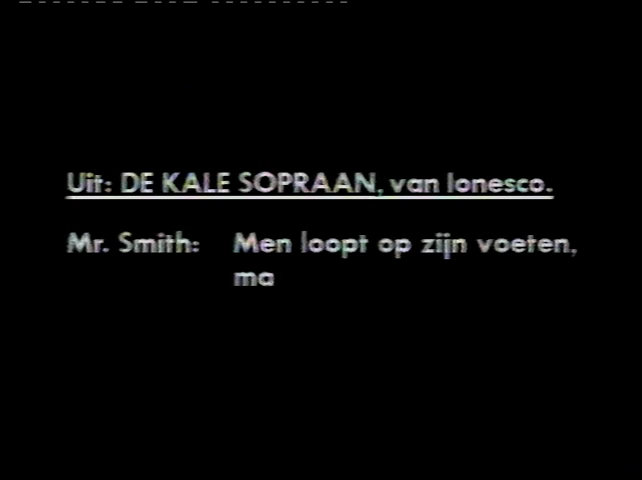 Uit: DE KALE SOPRAAN, van Ionesco.
Mr. Smith: Men loopt op zijn voeten,
ma